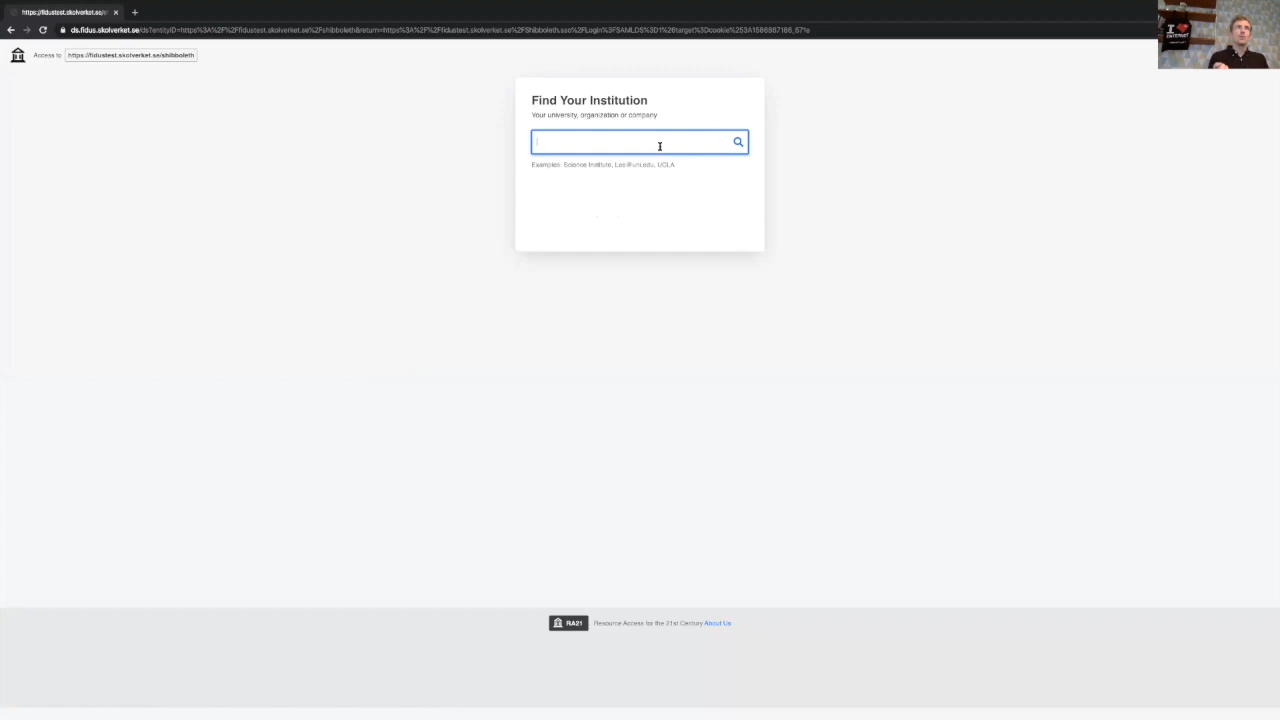 https://fidustest.skolverket.se/
ds.fidus.skolverket.se/ds?entityID=https%3A%2F%2Ffidustest.skolverket.se%2Fshibboleth&return=https%3A%2F%2Ffidustest.skolverket.se%2FShibboleth.sso%2FLogin%3FSAMLDS%3D1%26target%3Dcookie%253A1586887166_57?e
Access to https://fidustest.skolverket.se/shibboleth
I ❤ INTERNET
Find Your Institution
Your university, organization or company
Examples: Science Institute, Lee@uni.edu, UCLA
RA21 Resource Access for the 21st Century About Us